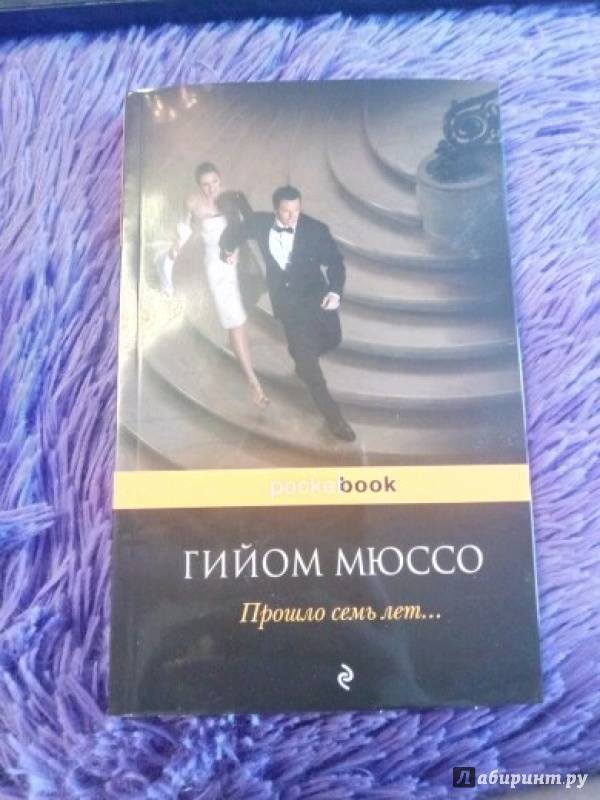 pocketbook
ГИЙОМ МЮССО
Прошло семь лет...
Лабиринт.ру